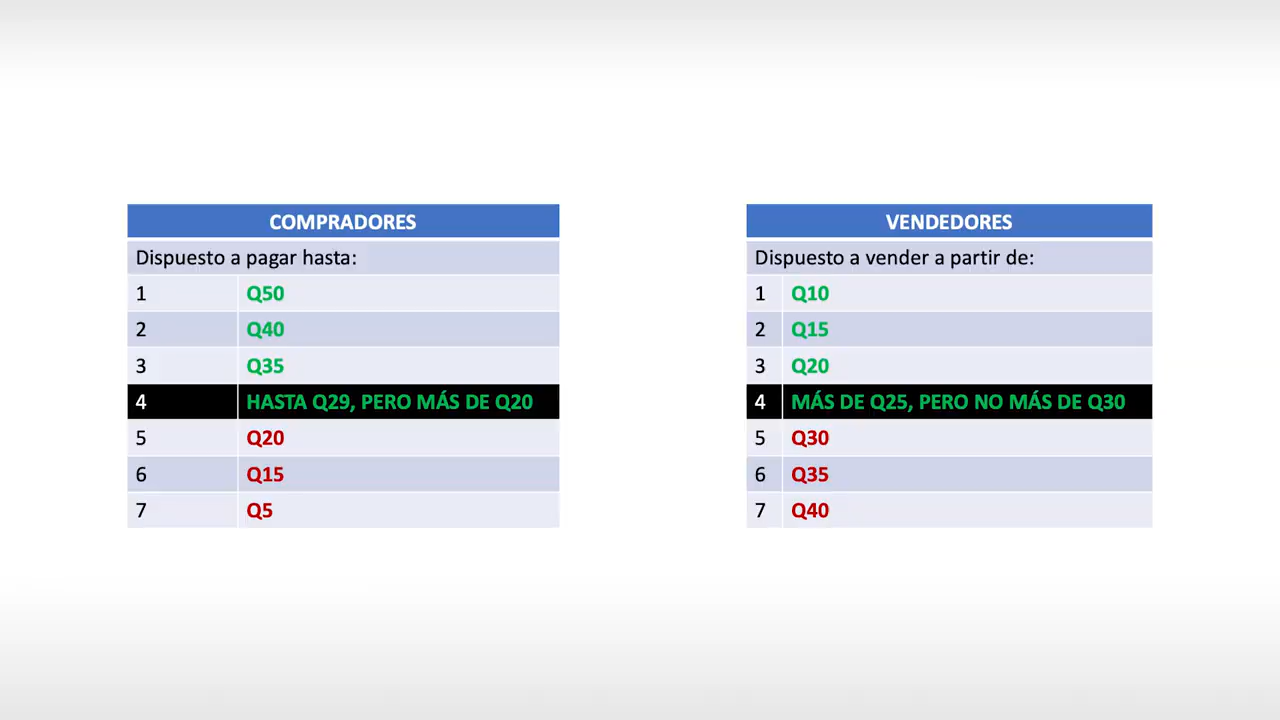 COMPRADORES
Dispuesto a pagar hasta:
1 Q50
2 Q40
3 Q35
4 HASTA Q29, PERO MÁS DE Q20
5 Q20
6 Q15
7 Q5
VENDEDORES
Dispuesto a vender a partir de:
1 Q10
2 Q15
3 Q20
4 MÁS DE Q25, PERO NO MÁS DE Q30
5 Q30
6 Q35
7 Q40